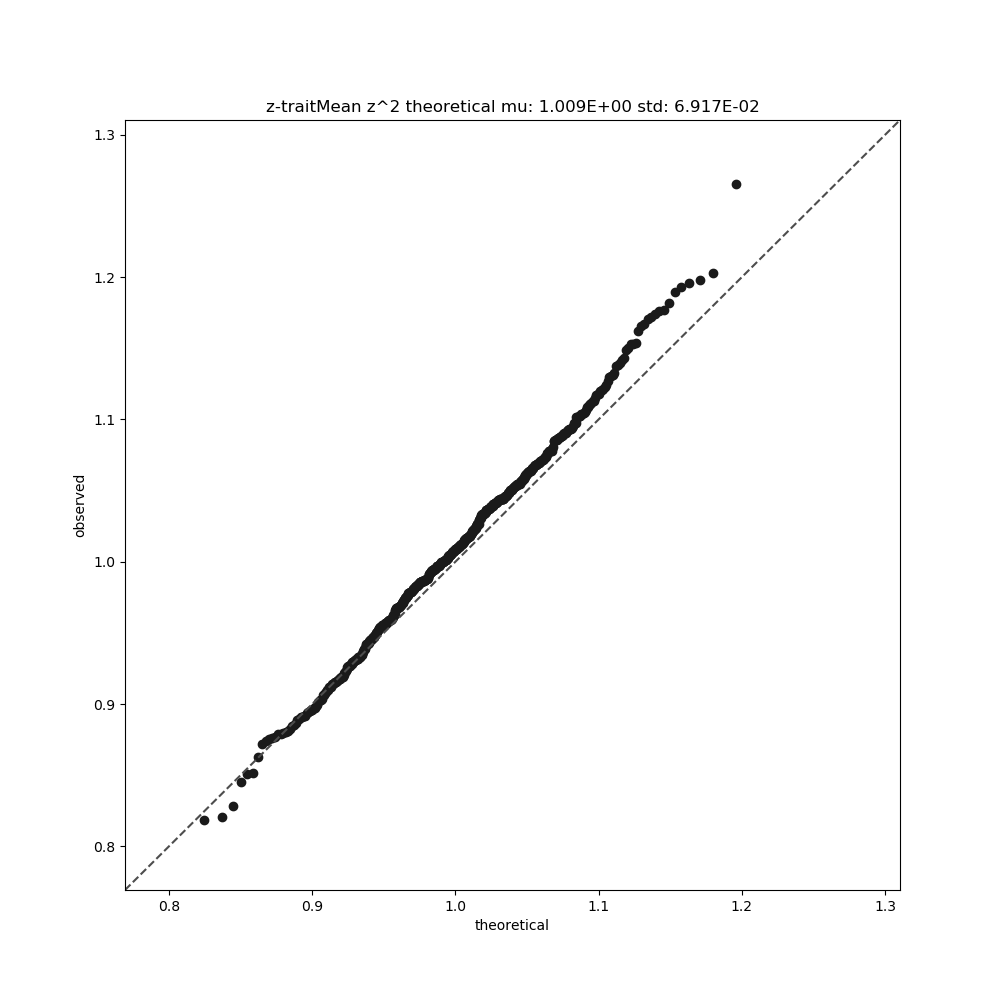 z-traitMean z^2 theoretical mu: 1.009E+00 std: 6.917E-02
1.3
1.2
1.1
1.0
0.9
0.8
observed
0.8 0.9 1.0 1.1 1.2 1.3
theoretical